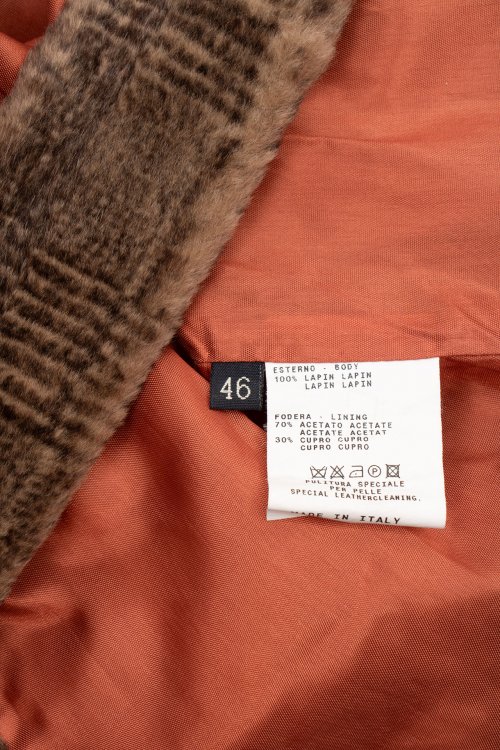 46
ESTERNO - BODY
100% LAPIN LAPIN
LAPIN LAPIN
FODERA - LINING
70% ACETATO ACETATE
ACETATE ACETAT
30% CUPRO CUPRO
CUPRO CUPRO
PULITURA SPECIALE
PER PELLE
SPECIAL LEATHERCLEANING.
MADE IN ITALY